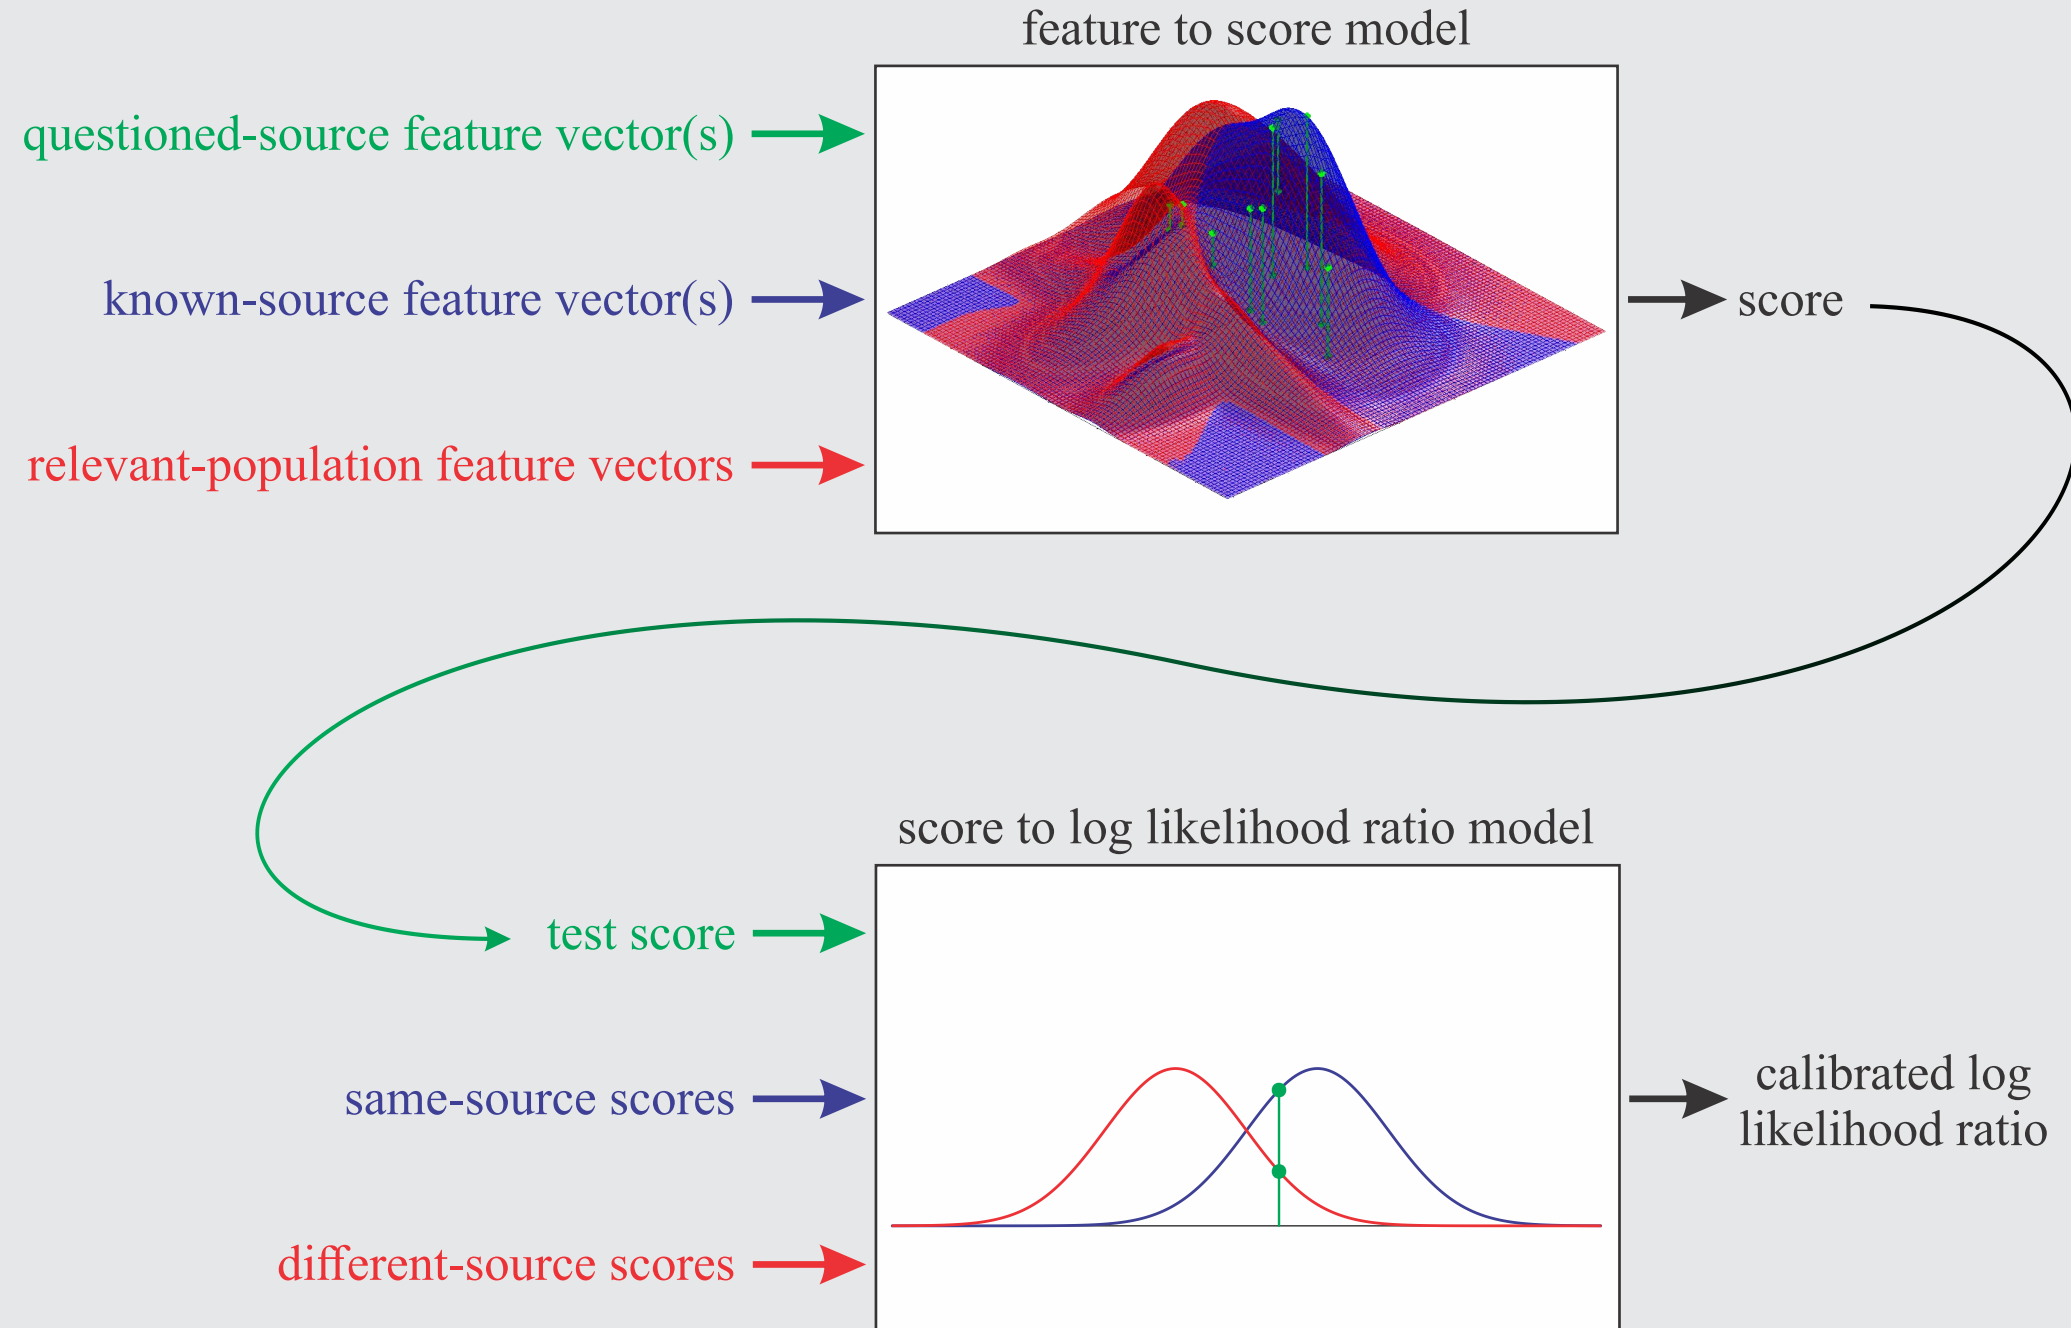 feature to score model
questioned-source feature vector(s)
known-source feature vector(s)
score
relevant-population feature vectors
score to log likelihood ratio model
test score
same-source scores
calibrated log
likelihood ratio
different-source scores